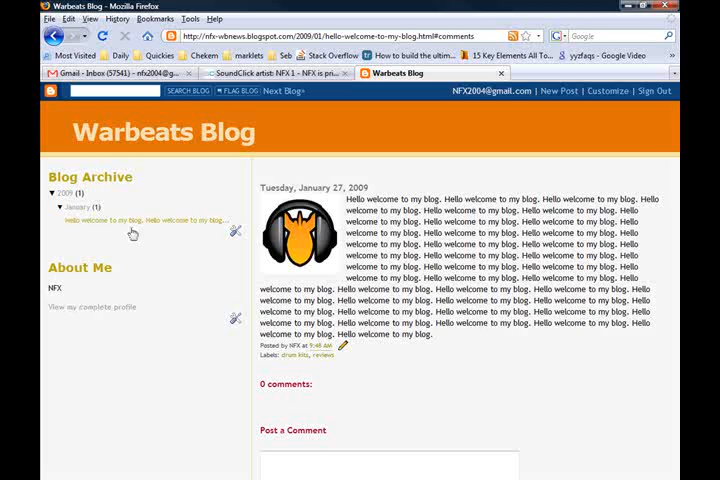 Warbeats Blog - Mozilla Firefox
File Edit View History Bookmarks Tools Help
http://nfx-wbnews.blogspot.com/2009/01/hello-welcome-to-my-blog.html#comments
Google
Most Visited Daily Quickies Chekem marklets Seb Stack Overflow How to build the ultim... 15 Key Elements All To... yyzfaqs - Google Video
Gmail - Inbox (57541) - nfx2004@g... SoundClick artist: NFX 1 - NFX is pri... Warbeats Blog
SEARCH BLOG FLAG BLOG Next Blog» NFX2004@gmail.com | New Post | Customize | Sign Out
Warbeats Blog
Blog Archive
▼ 2009 (1)
▼ January (1)
Hello welcome to my blog. Hello welcome to my blog...
About Me
NFX
View my complete profile
Tuesday, January 27, 2009
Hello welcome to my blog. Hello welcome to my blog. Hello welcome to my blog. Hello
welcome to my blog. Hello welcome to my blog. Hello welcome to my blog. Hello
welcome to my blog. Hello welcome to my blog. Hello welcome to my blog. Hello
welcome to my blog. Hello welcome to my blog. Hello welcome to my blog. Hello
welcome to my blog. Hello welcome to my blog. Hello welcome to my blog. Hello
welcome to my blog. Hello welcome to my blog. Hello welcome to my blog. Hello
welcome to my blog. Hello welcome to my blog. Hello welcome to my blog. Hello
welcome to my blog. Hello welcome to my blog. Hello welcome to my blog. Hello
welcome to my blog. Hello welcome to my blog. Hello welcome to my blog. Hello welcome to my blog. Hello
welcome to my blog. Hello welcome to my blog. Hello welcome to my blog. Hello welcome to my blog. Hello
welcome to my blog. Hello welcome to my blog. Hello welcome to my blog. Hello welcome to my blog. Hello
welcome to my blog. Hello welcome to my blog. Hello welcome to my blog. Hello welcome to my blog. Hello
welcome to my blog. Hello welcome to my blog.
Posted by NFX at 9:48 AM
Labels: drum kits, reviews
0 comments:
Post a Comment